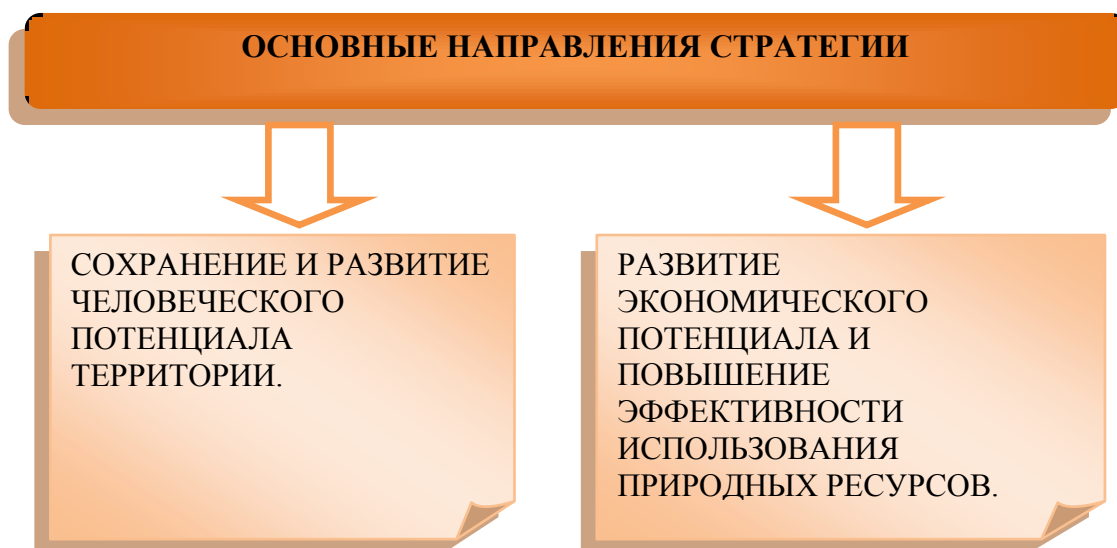 ОСНОВНЫЕ НАПРАВЛЕНИЯ СТРАТЕГИИ
СОХРАНЕНИЕ И РАЗВИТИЕ
ЧЕЛОВЕЧЕСКОГО
ПОТЕНЦИАЛА
ТЕРРИТОРИИ.
РАЗВИТИЕ
ЭКОНОМИЧЕСКОГО
ПОТЕНЦИАЛА И
ПОВЫШЕНИЕ
ЭФФЕКТИВНОСТИ
ИСПОЛЬЗОВАНИЯ
ПРИРОДНЫХ РЕСУРСОВ.